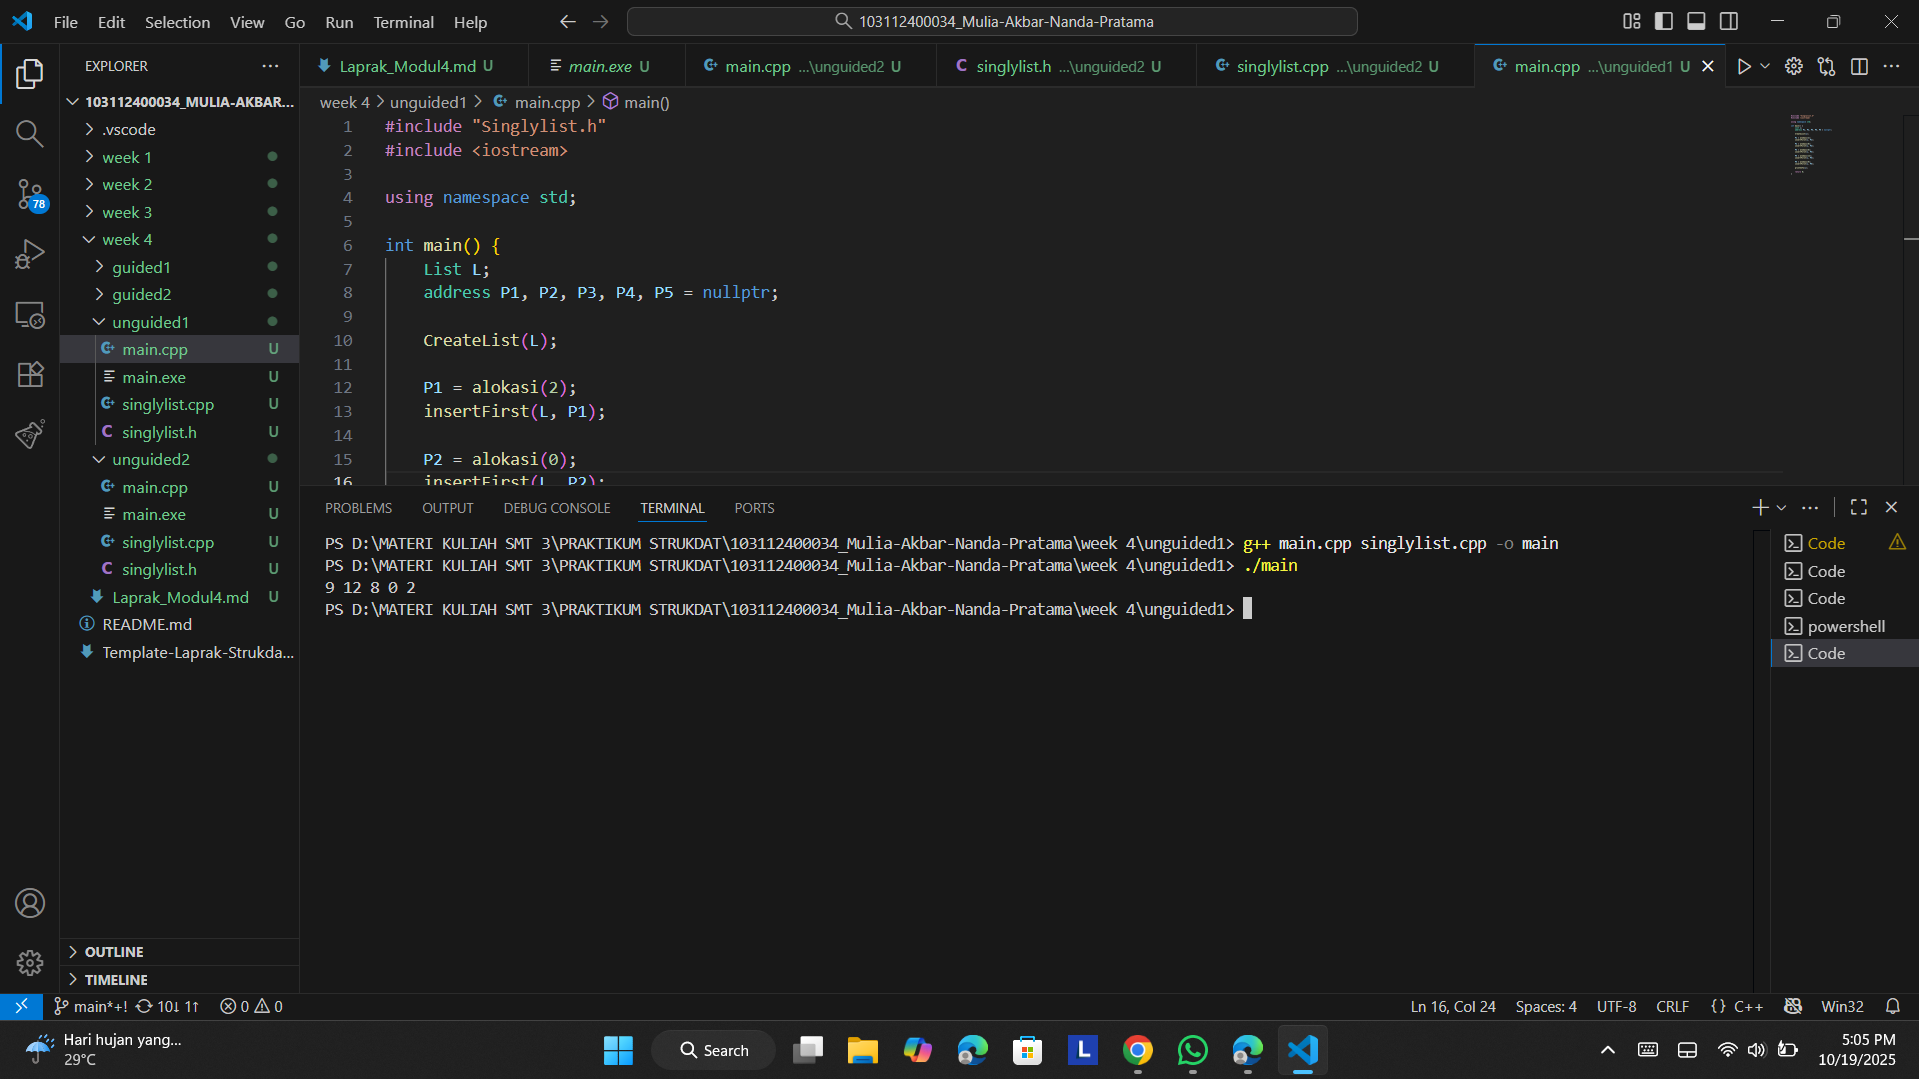 File Edit Selection View Go Run Terminal Help
103112400034_Mulia-Akbar-Nanda-Pratama
EXPLORER
Laprak_Modul4.md U
main.exe U
main.cpp ...\unguided2 U
singlylist.h ...\unguided2 U
singlylist.cpp ...\unguided2 U
main.cpp ...\unguided1 U
103112400034_MULIA-AKBAR...
.vscode
week 1
week 2
week 3
week 4
guided1
guided2
unguided1
main.cpp U
main.exe U
singlylist.cpp U
singlylist.h U
unguided2
main.cpp U
main.exe U
singlylist.cpp U
singlylist.h U
Laprak_Modul4.md U
README.md
Template-Laprak-Strukda...
OUTLINE
TIMELINE
78
week 4 > unguided1 > main.cpp > main()
1 #include "Singlylist.h"
2 #include <iostream>
3
4 using namespace std;
5
6 int main() {
7 List L;
8 address P1, P2, P3, P4, P5 = nullptr;
9
10 CreateList(L);
11
12 P1 = alokasi(2);
13 insertFirst(L, P1);
14
15 P2 = alokasi(0);
16 insertFirst(L, P2);
PROBLEMS OUTPUT DEBUG CONSOLE TERMINAL PORTS
PS D:\MATERI KULIAH SMT 3\PRAKTIKUM STRUKDAT\103112400034_Mulia-Akbar-Nanda-Pratama\week 4\unguided1> g++ main.cpp singlylist.cpp -o main
PS D:\MATERI KULIAH SMT 3\PRAKTIKUM STRUKDAT\103112400034_Mulia-Akbar-Nanda-Pratama\week 4\unguided1> ./main
9 12 8 0 2
PS D:\MATERI KULIAH SMT 3\PRAKTIKUM STRUKDAT\103112400034_Mulia-Akbar-Nanda-Pratama\week 4\unguided1>
Code
Code
Code
powershell
Code
main*+! 10↓ 1↑ 0 0
Ln 16, Col 24 Spaces: 4 UTF-8 CRLF {} C++ Win32
Hari hujan yang...
29°C
Search
5:05 PM
10/19/2025